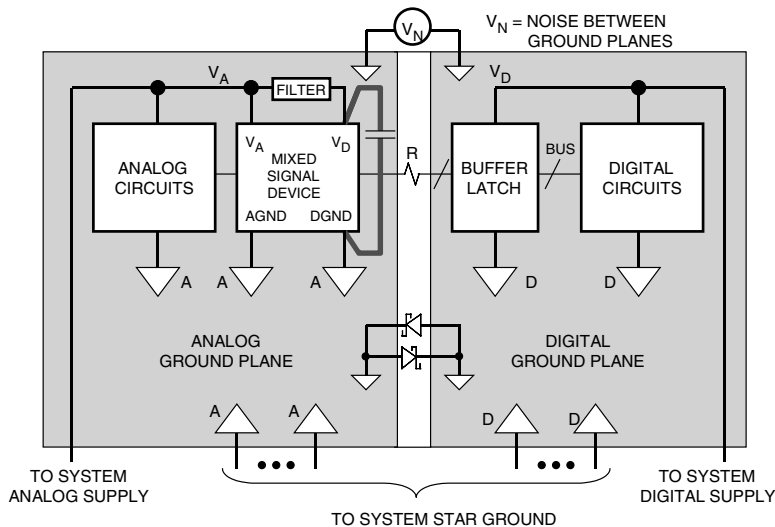 V_N = NOISE BETWEEN
GROUND PLANES
V_N
V_A
FILTER
V_D
ANALOG
CIRCUITS
V_A
V_D
MIXED
SIGNAL
DEVICE
AGND
DGND
R
BUFFER
LATCH
BUS
DIGITAL
CIRCUITS
A
A
A
D
D
ANALOG
GROUND PLANE
DIGITAL
GROUND PLANE
A
A
D
D
TO SYSTEM
ANALOG SUPPLY
TO SYSTEM
DIGITAL SUPPLY
TO SYSTEM STAR GROUND